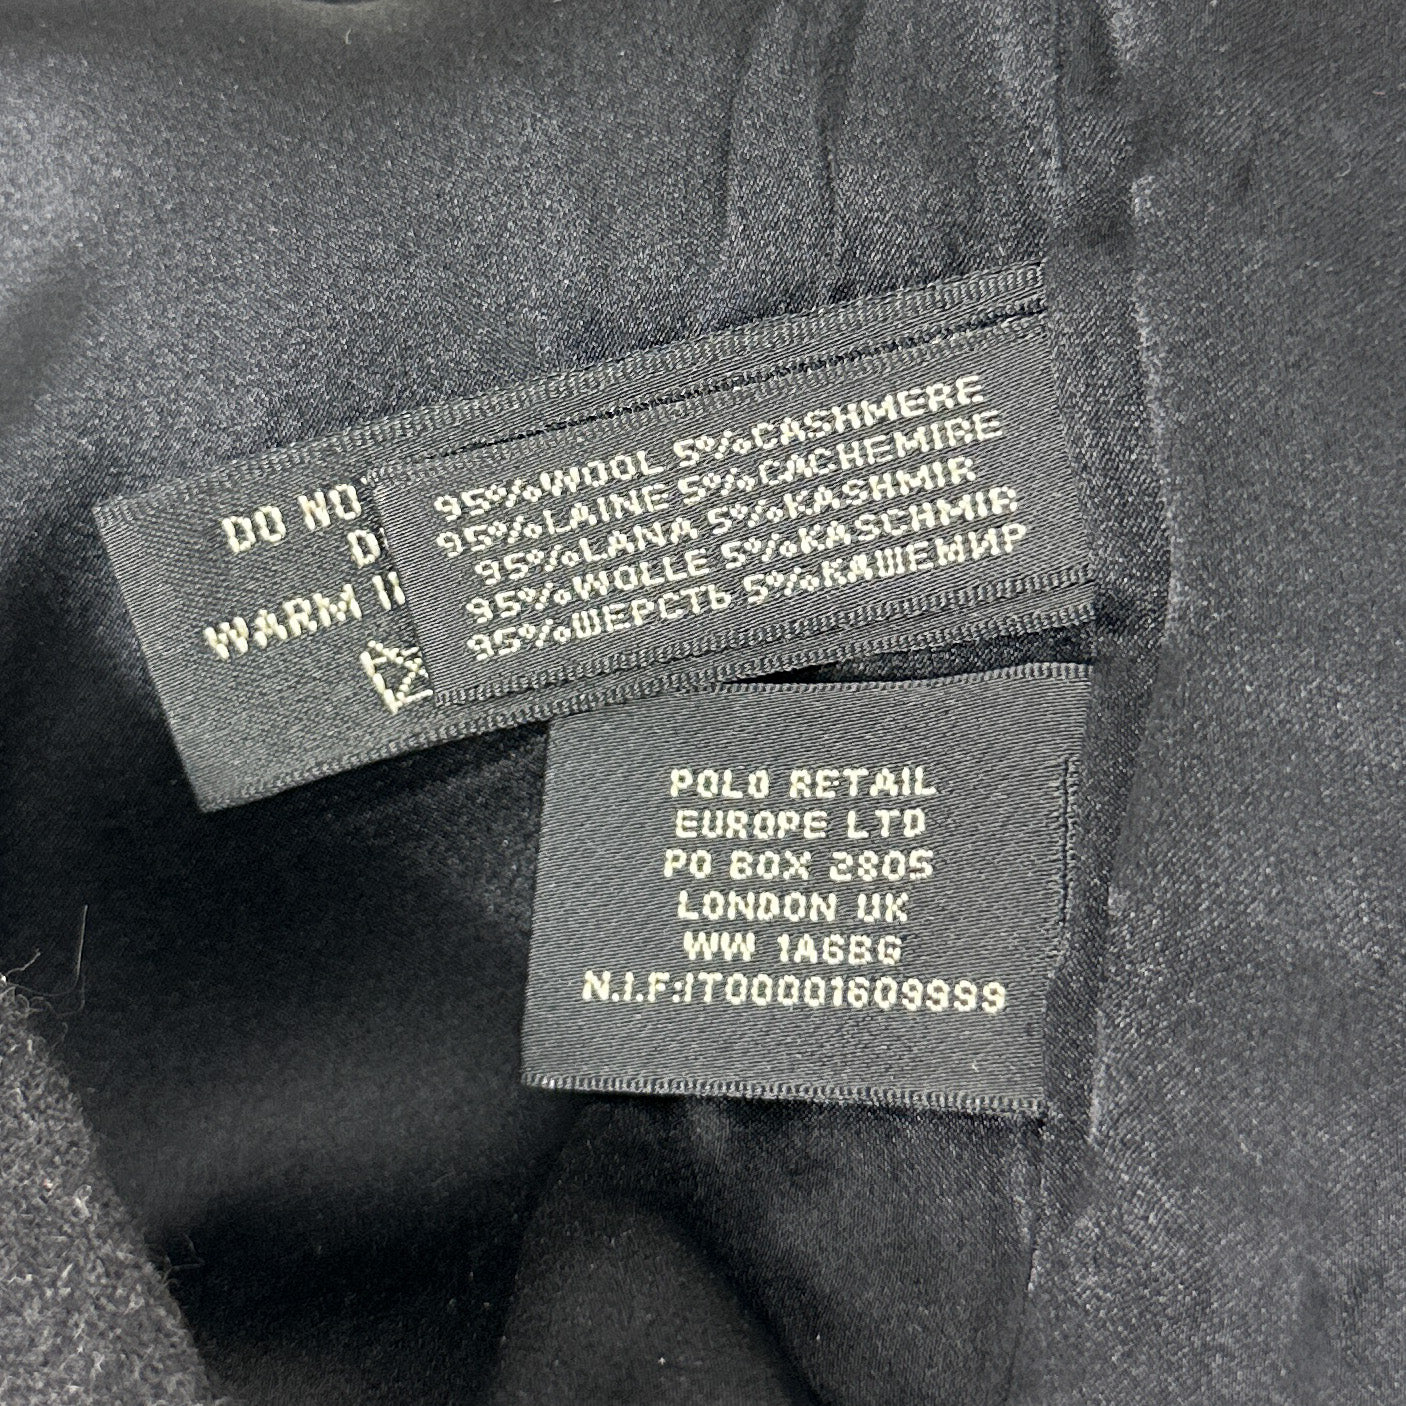 DO NO
D
WARM I
95%WOOL 5%CASHMERE
95%LAINE 5%CACHEMIRE
95%LANA 5%KASHMIR
95%WOLLE 5%KASCHMIR
95%ШЕРСТЬ 5%КАШЕМИР
POLO RETAIL
EUROPE LTD
PO BOX 2805
LONDON UK
WW 1A6BG
N.I.F:IT00001609999